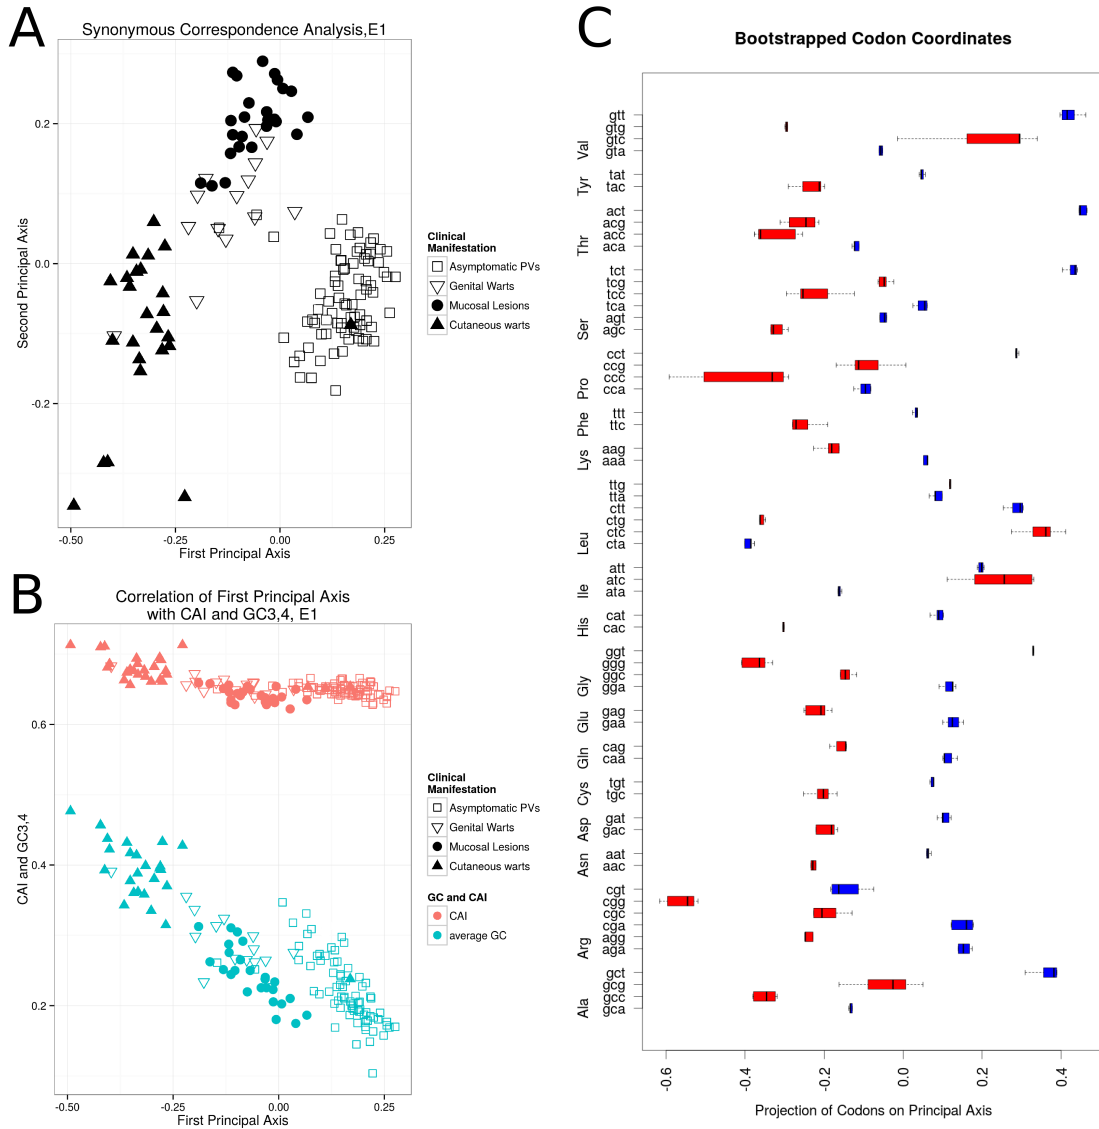 A
Synonymous Correspondence Analysis,E1
Second Principal Axis
0.2
0.0
-0.2
-0.50
-0.25
0.00
0.25
First Principal Axis
Clinical
Manifestation
Asymptomatic PVs
Genital Warts
Mucosal Lesions
Cutaneous warts
B
Correlation of First Principal Axis
with CAI and GC3,4, E1
CAI and GC3,4
0.6
0.4
0.2
-0.50
-0.25
0.00
0.25
First Principal Axis
Clinical
Manifestation
Asymptomatic PVs
Genital Warts
Mucosal Lesions
Cutaneous warts
GC and CAI
CAI
average GC
C
Bootstrapped Codon Coordinates
Val
gtt
gtg
gtc
gta
Tyr
tat
tac
Thr
act
acg
acc
aca
Ser
tct
tcg
tcc
tca
agt
agc
Pro
cct
ccg
ccc
cca
Phe
ttt
ttc
Lys
aag
aaa
Leu
ttg
tta
ctt
ctg
ctc
cta
Ile
att
atc
ata
His
cat
cac
Gly
ggt
ggg
ggc
gga
Glu
gag
gaa
Gln
cag
caa
Cys
tgt
tgc
Asp
gat
gac
Asn
aat
aac
Arg
cgt
cgg
cgc
cga
agg
aga
Ala
gct
gcg
gcc
gca
-0.6
-0.4
-0.2
0.0
0.2
0.4
Projection of Codons on Principal Axis